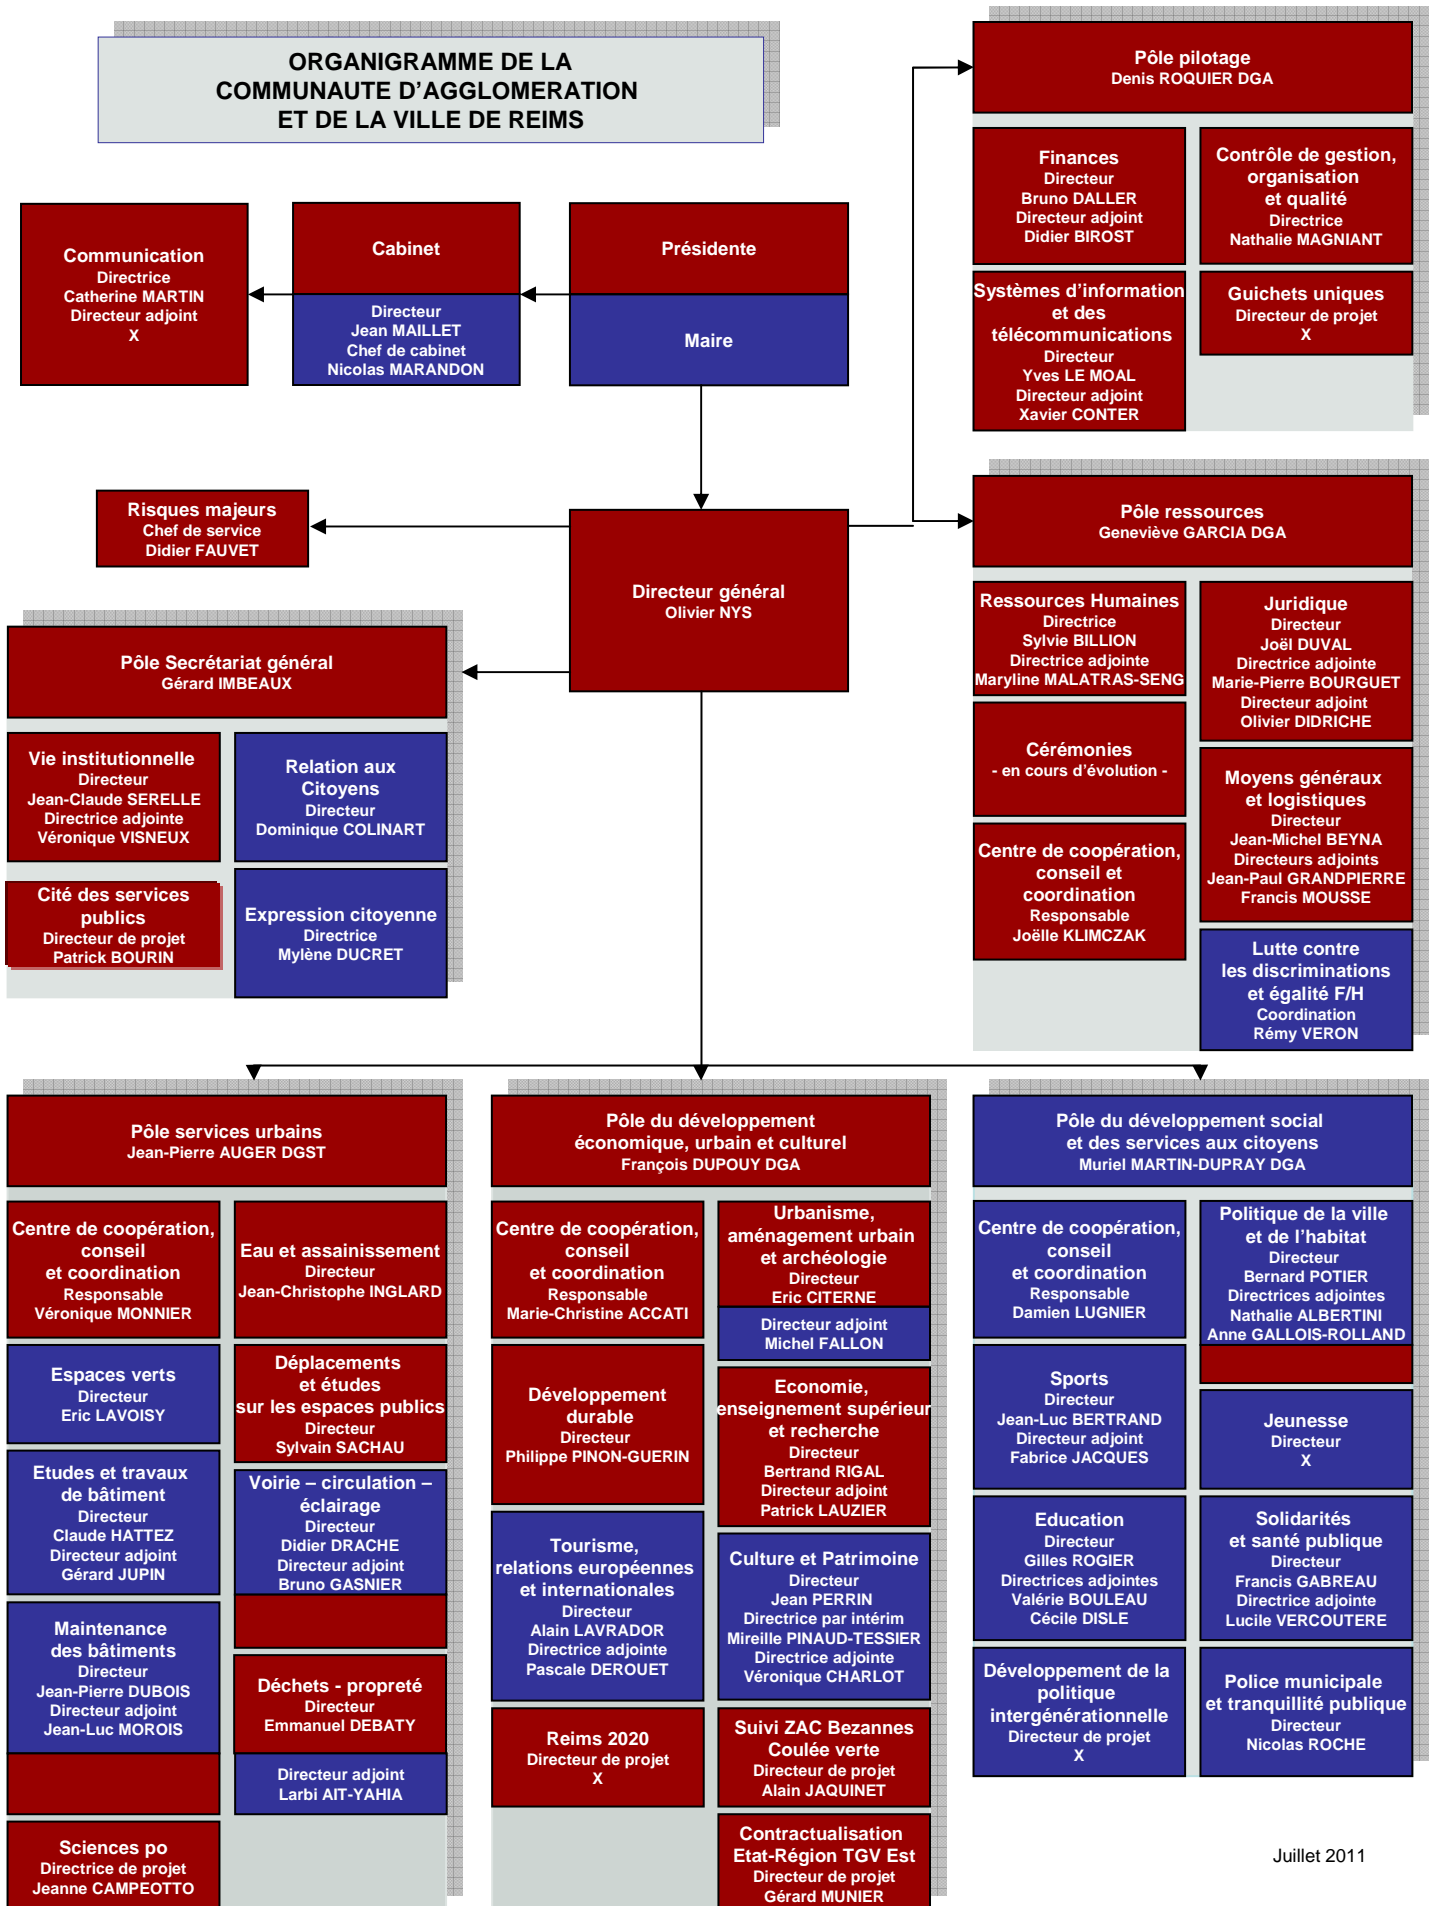 ORGANIGRAMME DE LA
COMMUNAUTE D'AGGLOMERATION
ET DE LA VILLE DE REIMS
Communication
Directrice
Catherine MARTIN
Directeur adjoint
X
Cabinet
Directeur
Jean MAILLET
Chef de cabinet
Nicolas MARANDON
Présidente
Maire
Pôle pilotage
Denis ROQUIER DGA
Finances
Directeur
Bruno DALLER
Directeur adjoint
Didier BIROST
Contrôle de gestion,
organisation
et qualité
Directrice
Nathalie MAGNIANT
Systèmes d'information
et des
télécommunications
Directeur
Yves LE MOAL
Directeur adjoint
Xavier CONTER
Guichets uniques
Directeur de projet
X
Risques majeurs
Chef de service
Didier FAUVET
Directeur général
Olivier NYS
Pôle ressources
Geneviève GARCIA DGA
Ressources Humaines
Directrice
Sylvie BILLION
Directrice adjointe
Maryline MALATRAS-SENG
Juridique
Directeur
Joël DUVAL
Directrice adjointe
Marie-Pierre BOURGUET
Directeur adjoint
Olivier DIDRICHE
Cérémonies
- en cours d'évolution -
Moyens généraux
et logistiques
Directeur
Jean-Michel BEYNA
Directeurs adjoints
Jean-Paul GRANDPIERRE
Francis MOUSSE
Centre de coopération,
conseil et
coordination
Responsable
Joëlle KLIMCZAK
Lutte contre
les discriminations
et égalité F/H
Coordination
Rémy VERON
Pôle Secrétariat général
Gérard IMBEAUX
Vie institutionnelle
Directeur
Jean-Claude SERELLE
Directrice adjointe
Véronique VISNEUX
Relation aux
Citoyens
Directeur
Dominique COLINART
Cité des services
publics
Directeur de projet
Patrick BOURIN
Expression citoyenne
Directrice
Mylène DUCRET
Pôle services urbains
Jean-Pierre AUGER DGST
Centre de coopération,
conseil
et coordination
Responsable
Véronique MONNIER
Eau et assainissement
Directeur
Jean-Christophe INGLARD
Espaces verts
Directeur
Eric LAVOISY
Déplacements
et études
sur les espaces publics
Directeur
Sylvain SACHAU
Etudes et travaux
de bâtiment
Directeur
Claude HATTEZ
Directeur adjoint
Gérard JUPIN
Voirie – circulation –
éclairage
Directeur
Didier DRACHE
Directeur adjoint
Bruno GASNIER
Maintenance
des bâtiments
Directeur
Jean-Pierre DUBOIS
Directeur adjoint
Jean-Luc MOROIS
Déchets - propreté
Directeur
Emmanuel DEBATY
Directeur adjoint
Larbi AIT-YAHIA
Sciences po
Directrice de projet
Jeanne CAMPEOTTO
Pôle du développement
économique, urbain et culturel
François DUPOUY DGA
Centre de coopération,
conseil
et coordination
Responsable
Marie-Christine ACCATI
Urbanisme,
aménagement urbain
et archéologie
Directeur
Eric CITERNE
Directeur adjoint
Michel FALLON
Développement
durable
Directeur
Philippe PINON-GUERIN
Economie,
enseignement supérieur
et recherche
Directeur
Bertrand RIGAL
Directeur adjoint
Patrick LAUZIER
Tourisme,
relations européennes
et internationales
Directeur
Alain LAVRADOR
Directrice adjointe
Pascale DEROUET
Culture et Patrimoine
Directeur
Jean PERRIN
Directrice par intérim
Mireille PINAUD-TESSIER
Directrice adjointe
Véronique CHARLOT
Reims 2020
Directeur de projet
X
Suivi ZAC Bezannes
Coulée verte
Directeur de projet
Alain JAQUINET
Contractualisation
Etat-Région TGV Est
Directeur de projet
Gérard MUNIER
Pôle du développement social
et des services aux citoyens
Muriel MARTIN-DUPRAY DGA
Centre de coopération,
conseil
et coordination
Responsable
Damien LUGNIER
Politique de la ville
et de l'habitat
Directeur
Bernard POTIER
Directrices adjointes
Nathalie ALBERTINI
Anne GALLOIS-ROLLAND
Sports
Directeur
Jean-Luc BERTRAND
Directeur adjoint
Fabrice JACQUES
Jeunesse
Directeur
X
Education
Directeur
Gilles ROGIER
Directrices adjointes
Valérie BOULEAU
Cécile DISLE
Solidarités
et santé publique
Directeur
Francis GABREAU
Directrice adjointe
Lucile VERCOUTERE
Développement de la
politique
intergénérationnelle
Directeur de projet
X
Police municipale
et tranquillité publique
Directeur
Nicolas ROCHE
Juillet 2011